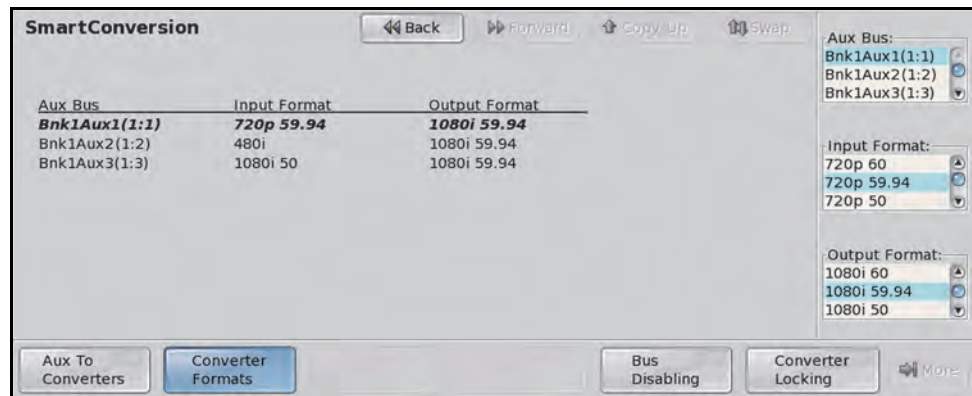 SmartConversion
Back
Forward
Copy Up
Swap
Aux Bus Input Format Output Format
Bnk1Aux1(1:1) 720p 59.94 1080i 59.94
Bnk1Aux2(1:2) 480i 1080i 59.94
Bnk1Aux3(1:3) 1080i 50 1080i 59.94
Aux Bus:
Bnk1Aux1(1:1)
Bnk1Aux2(1:2)
Bnk1Aux3(1:3)
Input Format:
720p 60
720p 59.94
720p 50
Output Format:
1080i 60
1080i 59.94
1080i 50
Aux To
Converters
Converter
Formats
Bus
Disabling
Converter
Locking
More